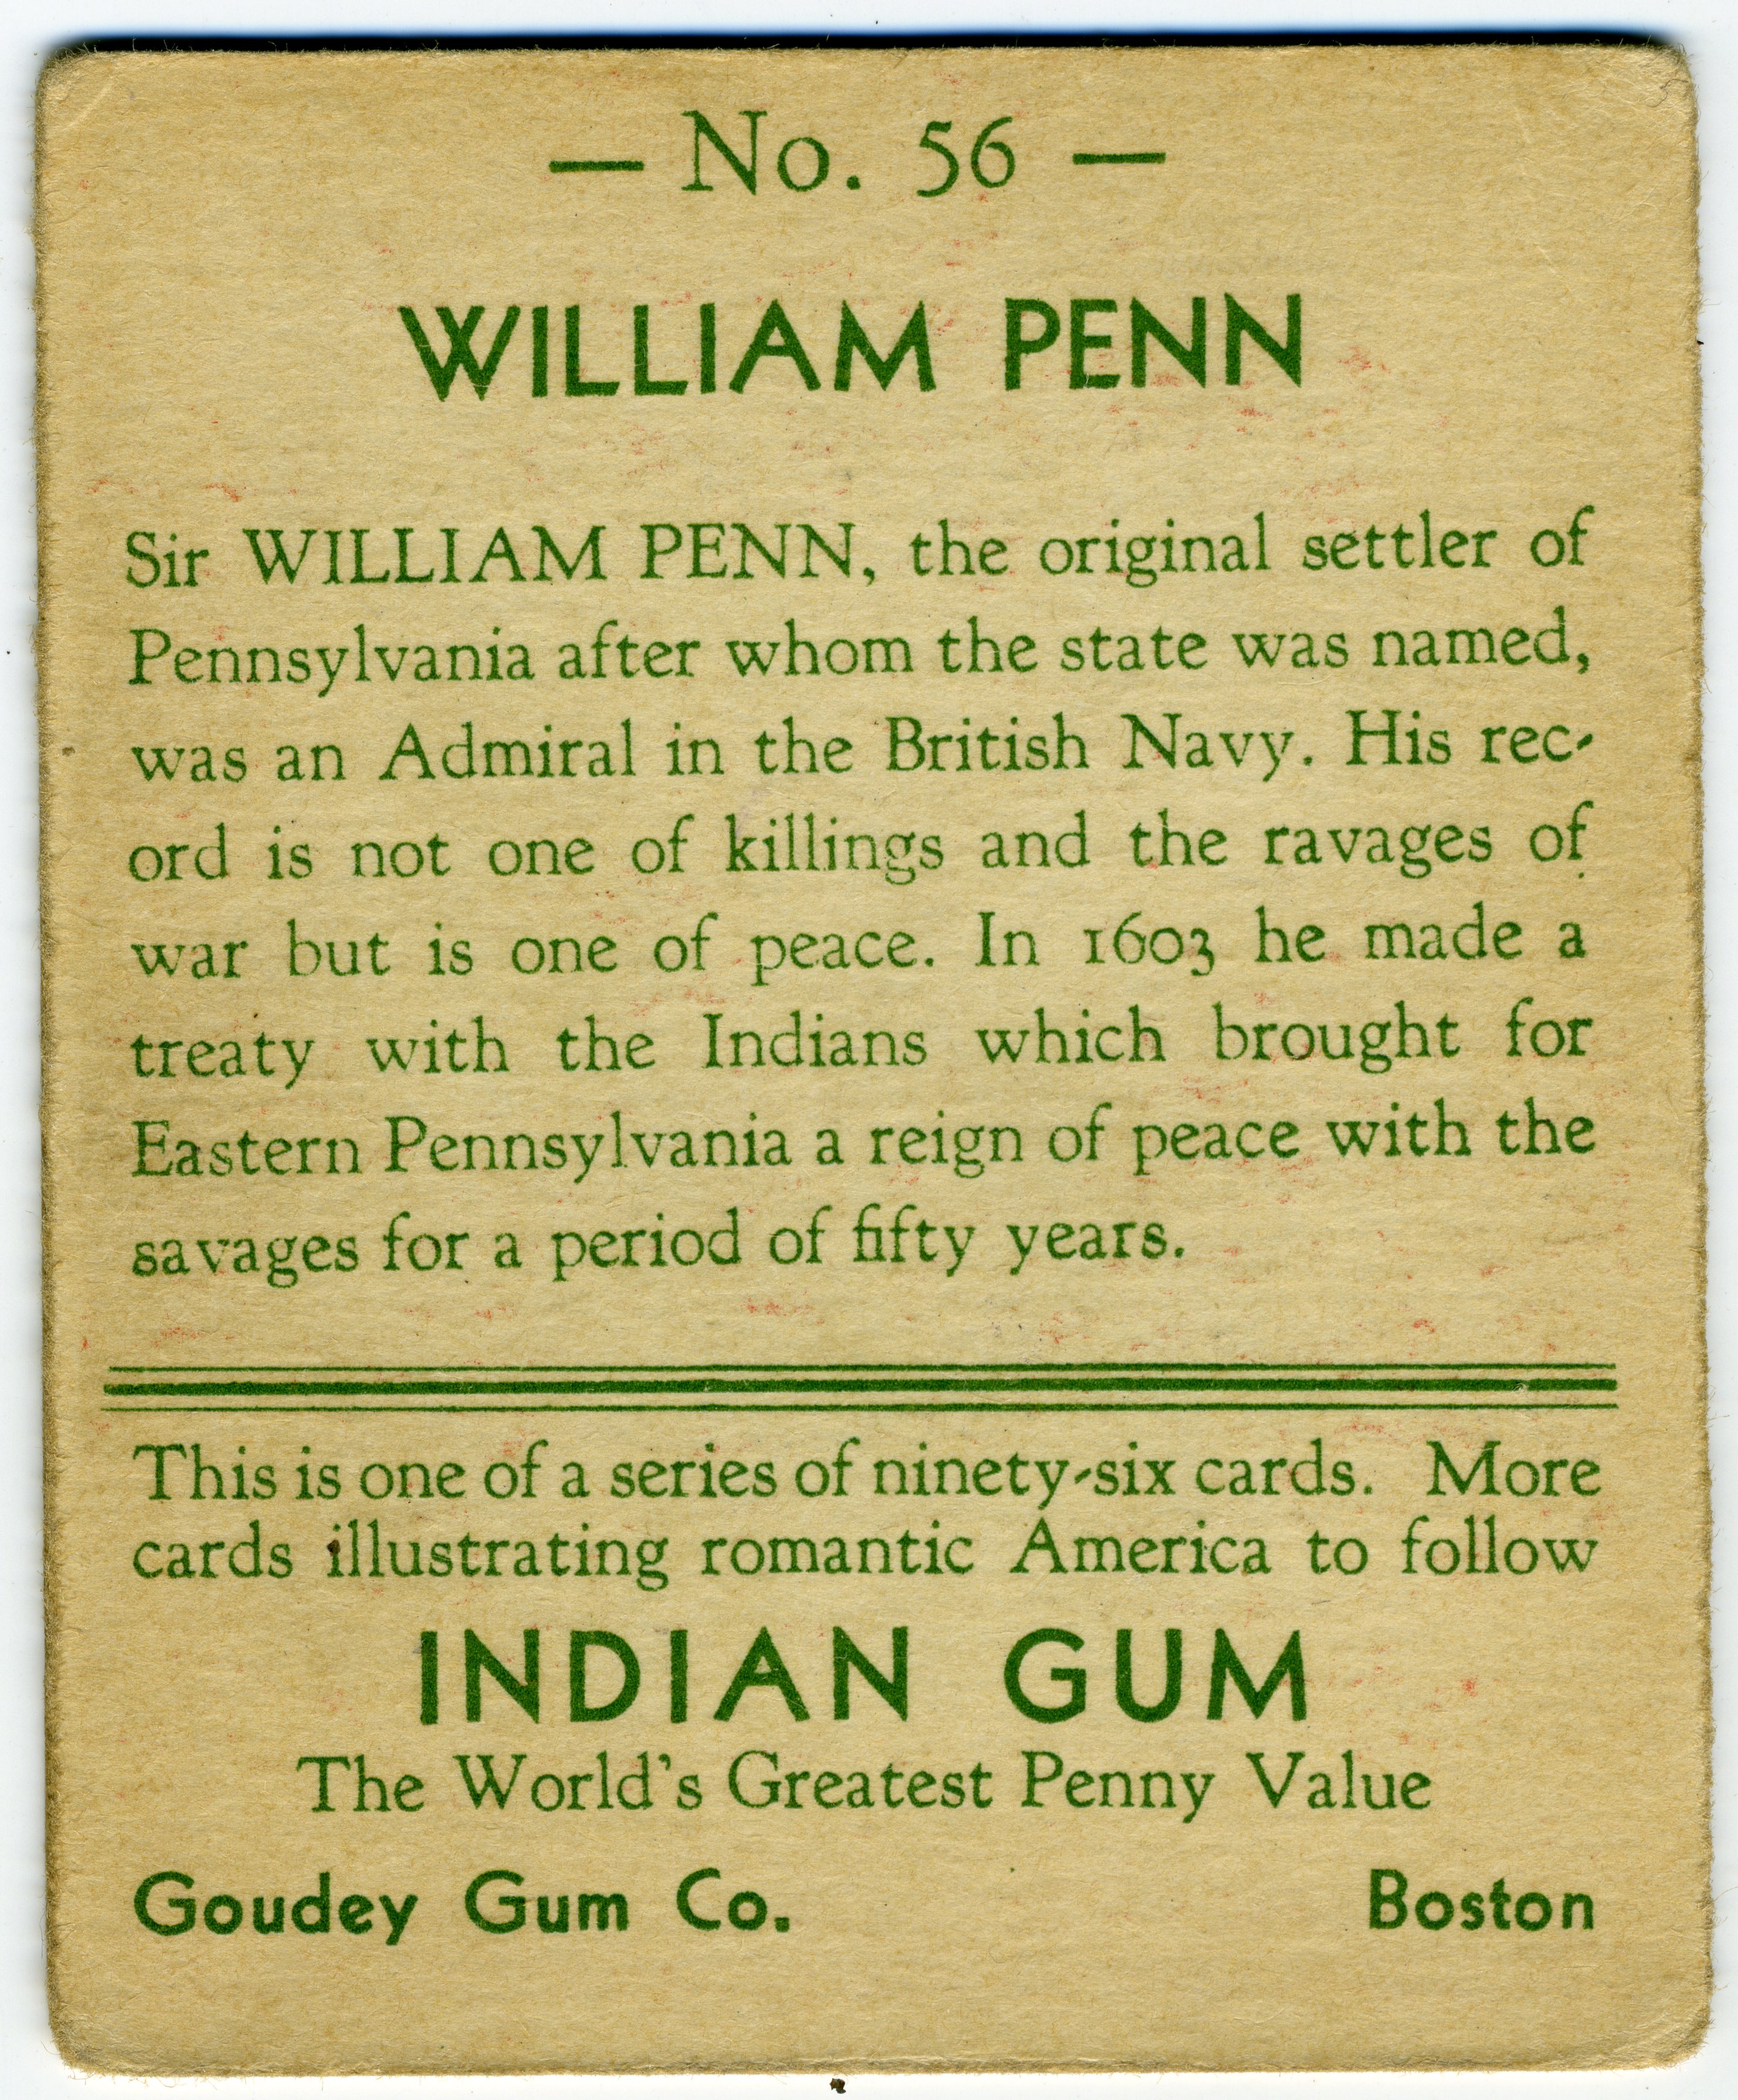 — No. 56 —
WILLIAM PENN
Sir WILLIAM PENN, the original settler of
Pennsylvania after whom the state was named,
was an Admiral in the British Navy. His rec-
ord is not one of killings and the ravages of
war but is one of peace. In 1603 he made a
treaty with the Indians which brought for
Eastern Pennsylvania a reign of peace with the
savages for a period of fifty years.
This is one of a series of ninety-six cards. More
cards illustrating romantic America to follow
INDIAN GUM
The World's Greatest Penny Value
Goudey Gum Co. Boston